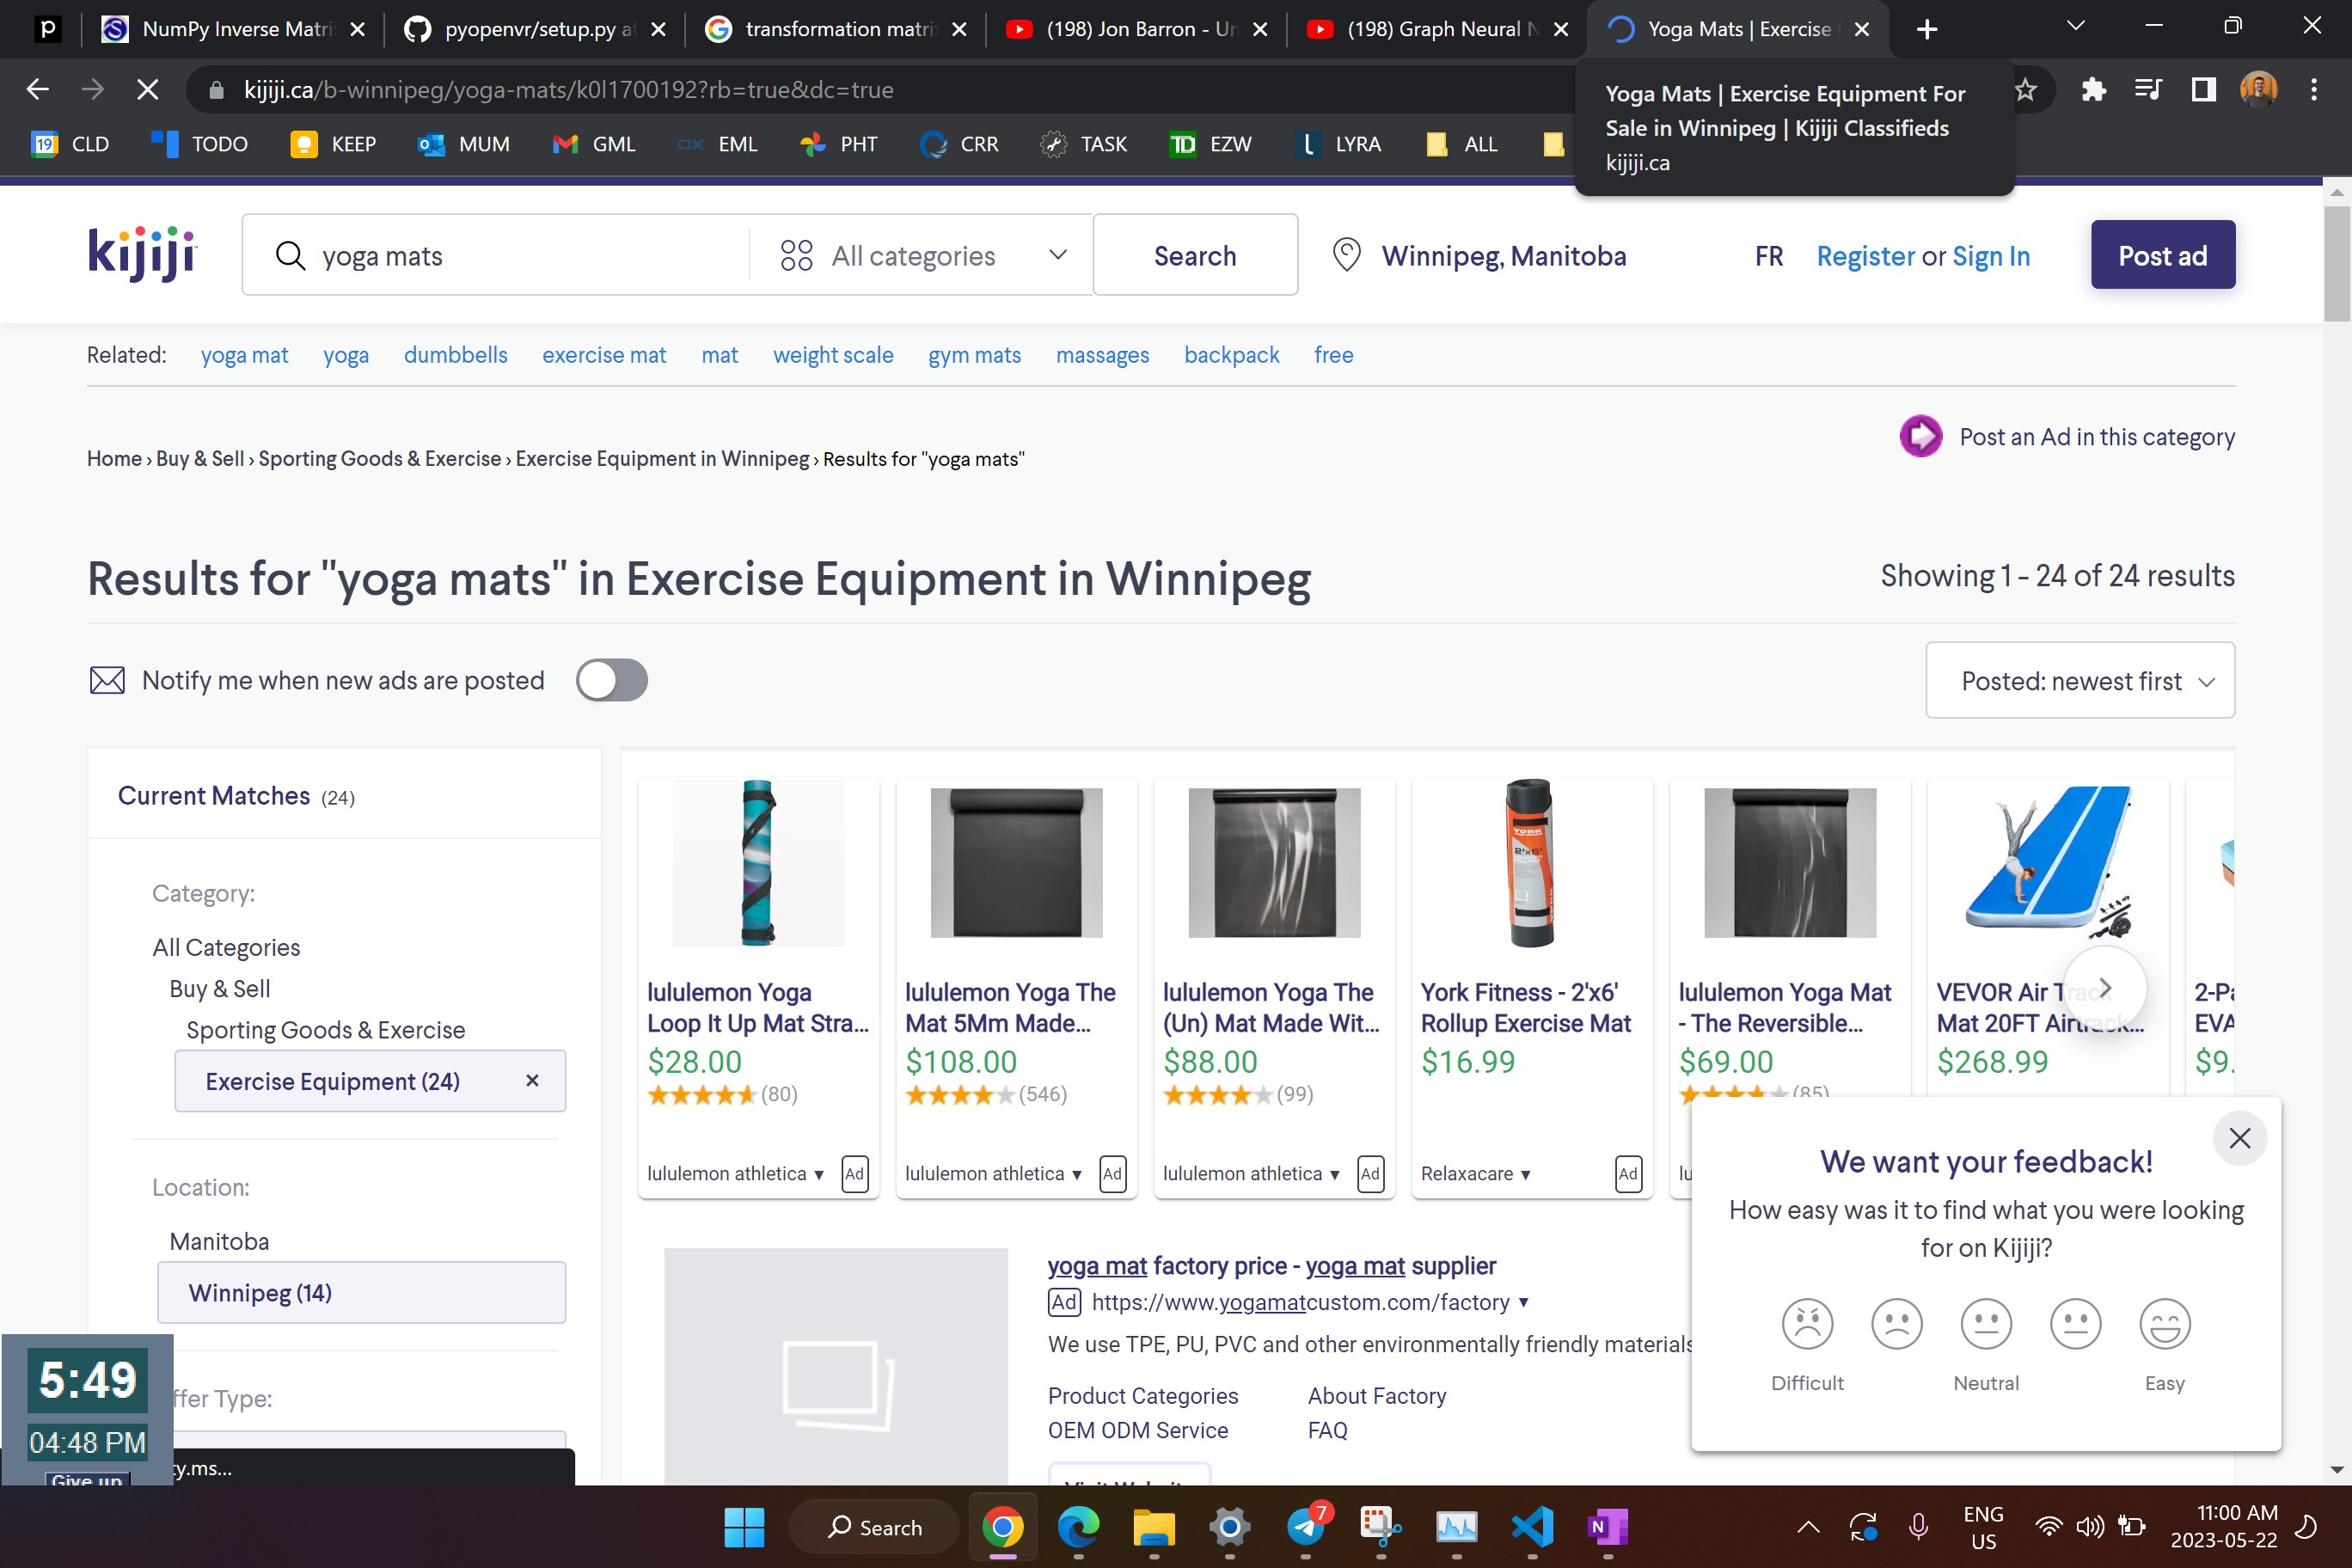 NumPy Inverse Matri
pyopenvr/setup.py at
transformation matrix
(198) Jon Barron - Un
(198) Graph Neural N
Yoga Mats | Exercise
kijiji.ca/b-winnipeg/yoga-mats/k0l1700192?rb=true&dc=true
Yoga Mats | Exercise Equipment For
Sale in Winnipeg | Kijiji Classifieds
kijiji.ca
19 CLD
TODO
KEEP
MUM
GML
EML
PHT
CRR
TASK
TD EZW
LYRA
ALL
kijiji
yoga mats
All categories
Search
Winnipeg, Manitoba
FR
Register or Sign In
Post ad
Related: yoga mat yoga dumbbells exercise mat mat weight scale gym mats massages backpack free
Post an Ad in this category
Home › Buy & Sell › Sporting Goods & Exercise › Exercise Equipment in Winnipeg › Results for "yoga mats"
Results for "yoga mats" in Exercise Equipment in Winnipeg
Showing 1 - 24 of 24 results
Notify me when new ads are posted
Posted: newest first
Current Matches (24)
Category:
All Categories
Buy & Sell
Sporting Goods & Exercise
Exercise Equipment (24) ×
Location:
Manitoba
Winnipeg (14)
ffer Type:
5:49
04:48 PM
Give up
ty.ms...
lululemon Yoga
Loop It Up Mat Stra...
$28.00
(80)
lululemon athletica ▼ Ad
lululemon Yoga The
Mat 5Mm Made...
$108.00
(546)
lululemon athletica ▼ Ad
lululemon Yoga The
(Un) Mat Made Wit...
$88.00
(99)
lululemon athletica ▼ Ad
YORK
2'x6'
York Fitness - 2'x6'
Rollup Exercise Mat
$16.99
Relaxacare ▼ Ad
lululemon Yoga Mat
- The Reversible...
$69.00
(85)
lu
VEVOR Air Track
Mat 20FT Airtrack...
$268.99
2-Pa
EVA
$9.
yoga mat factory price - yoga mat supplier
Ad https://www.yogamatcustom.com/factory ▼
We use TPE, PU, PVC and other environmentally friendly materials
Product Categories About Factory
OEM ODM Service FAQ
Visit Website
We want your feedback!
How easy was it to find what you were looking
for on Kijiji?
Difficult Neutral Easy
Search
7
ENG
US
11:00 AM
2023-05-22